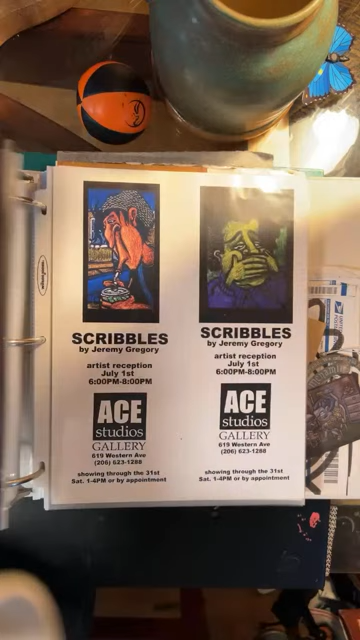 SCRIBBLES
by Jeremy Gregory
artist reception
July 1st
6:00PM-8:00PM
ACE
studios
GALLERY
619 Western Ave
(206) 623-1288
showing through the 31st
Sat. 1-4PM or by appointment
SCRIBBLES
by Jeremy Gregory
artist reception
July 1st
6:00PM-8:00PM
ACE
studios
GALLERY
619 Western Ave
(206) 623-1288
showing through the 31st
Sat. 1-4PM or by appointment